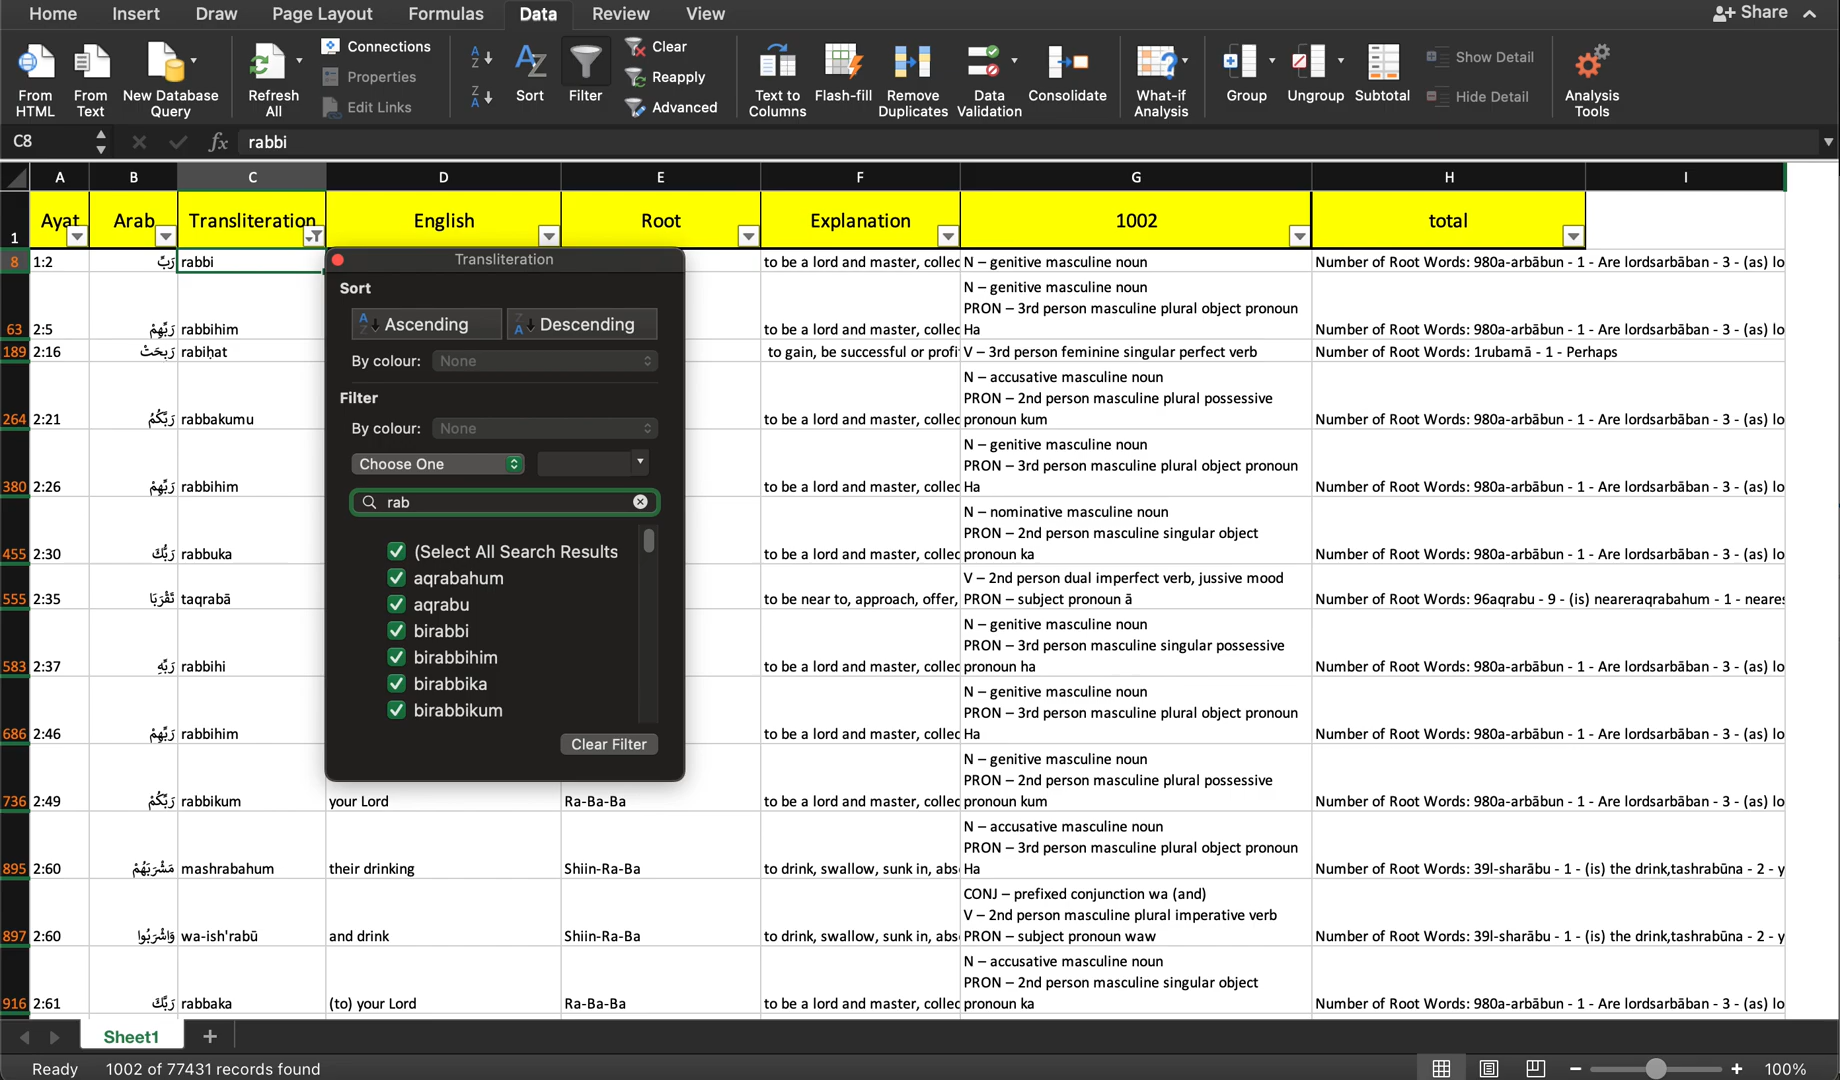 Home Insert Draw Page Layout Formulas Data Review View Share
From HTML
From Text
New Database Query
Refresh All
Connections
Properties
Edit Links
Sort
Filter
Clear
Reapply
Advanced
Text to Columns
Flash-fill
Remove Duplicates
Data Validation
Consolidate
What-if Analysis
Group
Ungroup
Subtotal
Show Detail
Hide Detail
Analysis Tools
C8 fx rabbi
A B C D E F G H I
1 Ayat Arab Transliteration English Root Explanation 1002 total
8 1:2 رَبِّ rabbi to be a lord and master, collec N – genitive masculine noun Number of Root Words: 980a-arbābun - 1 - Are lordsarbāban - 3 - (as) lo
N – genitive masculine noun
PRON – 3rd person masculine plural object pronoun
63 2:5 رَبِّهِمْ rabbihim to be a lord and master, collec Ha Number of Root Words: 980a-arbābun - 1 - Are lordsarbāban - 3 - (as) lo
189 2:16 رَبِحَتْ rabiḥat to gain, be successful or profi V – 3rd person feminine singular perfect verb Number of Root Words: 1rubamā - 1 - Perhaps
N – accusative masculine noun
PRON – 2nd person masculine plural possessive
264 2:21 رَبَّكُمُ rabbakumu to be a lord and master, collec pronoun kum Number of Root Words: 980a-arbābun - 1 - Are lordsarbāban - 3 - (as) lo
N – genitive masculine noun
PRON – 3rd person masculine plural object pronoun
380 2:26 رَبِّهِمْ rabbihim to be a lord and master, collec Ha Number of Root Words: 980a-arbābun - 1 - Are lordsarbāban - 3 - (as) lo
N – nominative masculine noun
PRON – 2nd person masculine singular object
455 2:30 رَبُّكَ rabbuka to be a lord and master, collec pronoun ka Number of Root Words: 980a-arbābun - 1 - Are lordsarbāban - 3 - (as) lo
V – 2nd person dual imperfect verb, jussive mood
555 2:35 تَقْرَبَا taqrabā to be near to, approach, offer, PRON – subject pronoun ā Number of Root Words: 96aqrabu - 9 - (is) neareraqrabahum - 1 - neares
N – genitive masculine noun
PRON – 3rd person masculine singular possessive
583 2:37 رَبِّهِ rabbihi to be a lord and master, collec pronoun ha Number of Root Words: 980a-arbābun - 1 - Are lordsarbāban - 3 - (as) lo
N – genitive masculine noun
PRON – 3rd person masculine plural object pronoun
686 2:46 رَبِّهِمْ rabbihim to be a lord and master, collec Ha Number of Root Words: 980a-arbābun - 1 - Are lordsarbāban - 3 - (as) lo
N – genitive masculine noun
PRON – 2nd person masculine plural possessive
736 2:49 رَبِّكُمْ rabbikum your Lord Ra-Ba-Ba to be a lord and master, collec pronoun kum Number of Root Words: 980a-arbābun - 1 - Are lordsarbāban - 3 - (as) lo
N – accusative masculine noun
PRON – 3rd person masculine plural object pronoun
895 2:60 مَشْرَبَهُمْ mashrabahum their drinking Shiin-Ra-Ba to drink, swallow, sunk in, abs Ha Number of Root Words: 39l-sharābu - 1 - (is) the drink,tashrabūna - 2 - y
CONJ – prefixed conjunction wa (and)
V – 2nd person masculine plural imperative verb
897 2:60 وَاشْرَبُوا wa-ish'rabū and drink Shiin-Ra-Ba to drink, swallow, sunk in, abs PRON – subject pronoun waw Number of Root Words: 39l-sharābu - 1 - (is) the drink,tashrabūna - 2 - y
N – accusative masculine noun
PRON – 2nd person masculine singular object
916 2:61 رَبَّكَ rabbaka (to) your Lord Ra-Ba-Ba to be a lord and master, collec pronoun ka Number of Root Words: 980a-arbābun - 1 - Are lordsarbāban - 3 - (as) lo
Transliteration
Sort
Ascending Descending
By colour: None
Filter
By colour: None
Choose One
rab
(Select All Search Results
aqrabahum
aqrabu
birabbi
birabbihim
birabbika
birabbikum
Clear Filter
Sheet1 +
Ready 1002 of 77431 records found − + 100%